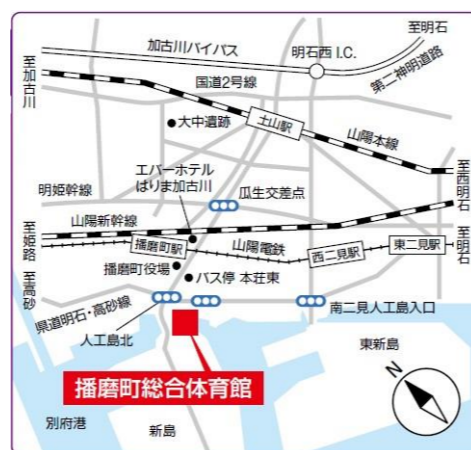 至明石
加古川バイパス
明石西 I.C.
第二神明道路
至加古川
国道2号線
大中遺跡
土山駅
山陽本線
エバーホテル
はりま加古川
瓜生交差点
明姫幹線
至西明石
山陽新幹線
至姫路
播磨町駅
山陽電鉄
西二見駅
東二見駅
至明石
播磨町役場
バス停 本荘東
至高砂
県道明石・高砂線
人工島北
南二見人工島入口
東新島
播磨町総合体育館
N
別府港
新島